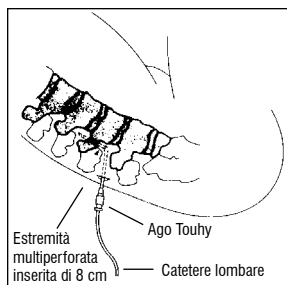 Ago Touhy
Estremità
multiperforata
inserita di 8 cm
Catetere lombare